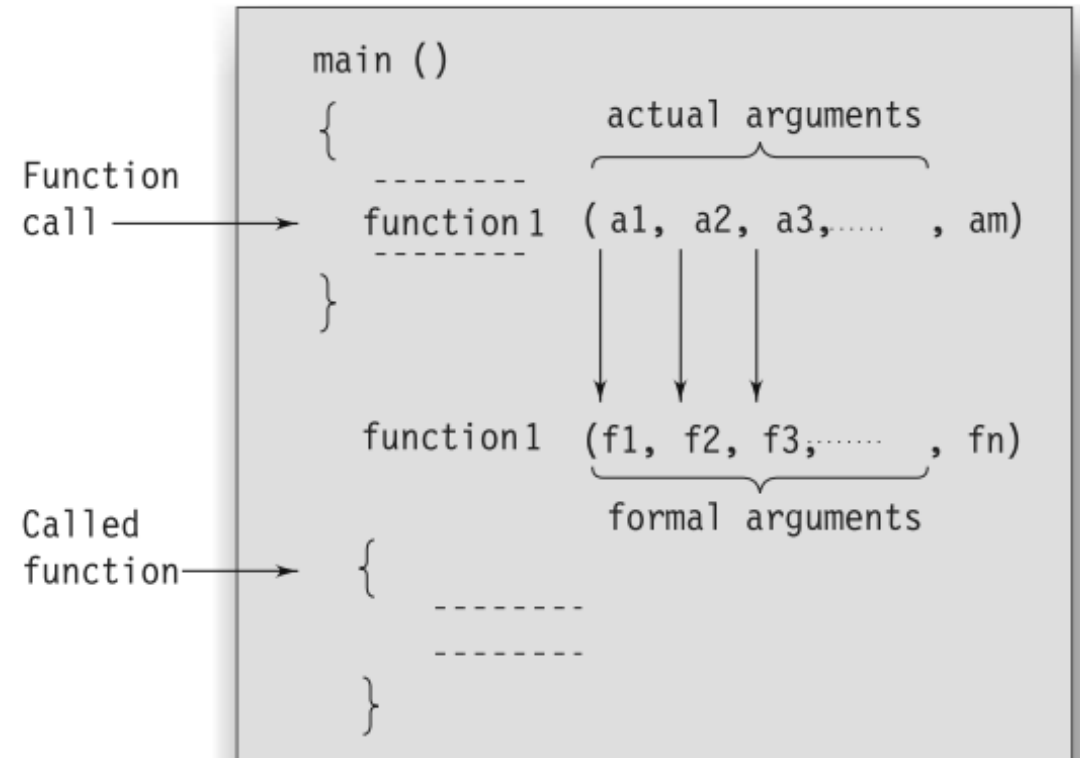 main ()
{
actual arguments
Function
call
--------
function1 ( a1, a2, a3,...... , am)
--------
}
function1 (f1, f2, f3,....... , fn)
formal arguments
Called
function
{
--------
--------
}